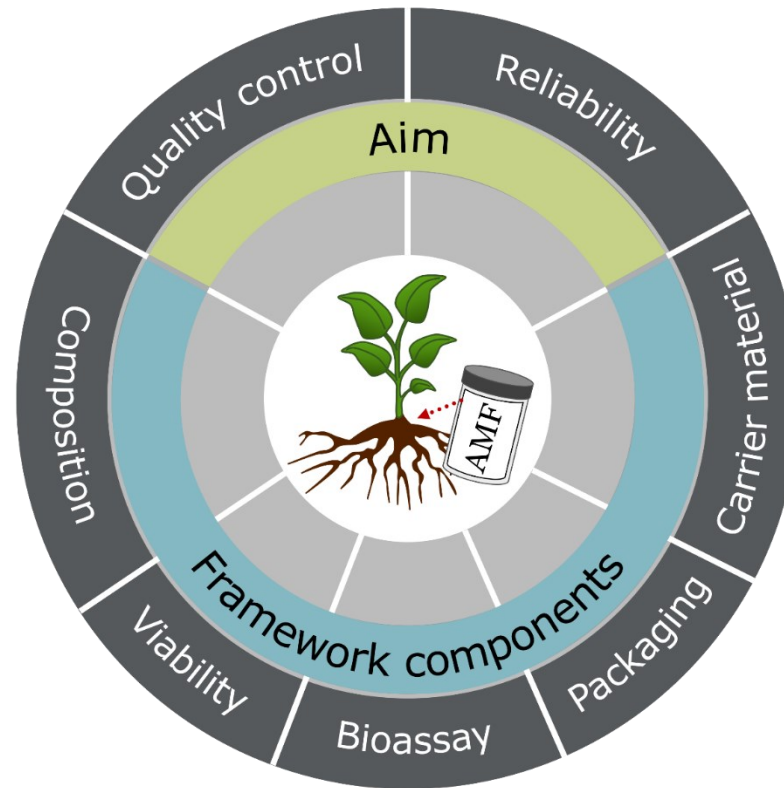 Quality control
Reliability
Aim
Composition
Carrier material
AMF
Framework components
Viability
Bioassay
Packaging